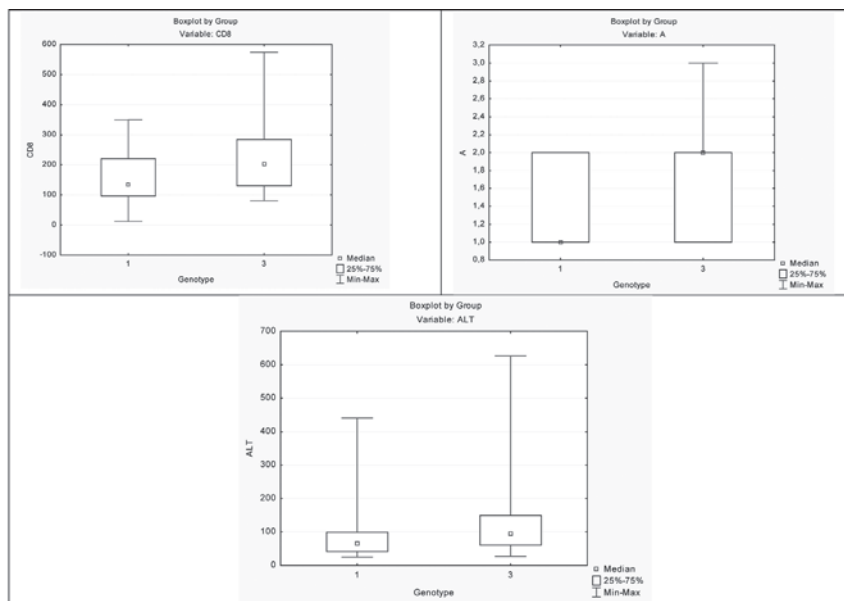 Boxplot by Group
Variable: CD8
600
500
400
300
200
100
0
-100
CD8
1
3
Genotype
Median
25%-75%
Min-Max
Boxplot by Group
Variable: A
3,2
3,0
2,8
2,6
2,4
2,2
2,0
1,8
1,6
1,4
1,2
1,0
0,8
A
1
3
Genotype
Median
25%-75%
Min-Max
Boxplot by Group
Variable: ALT
700
600
500
400
300
200
100
0
ALT
1
3
Genotype
Median
25%-75%
Min-Max